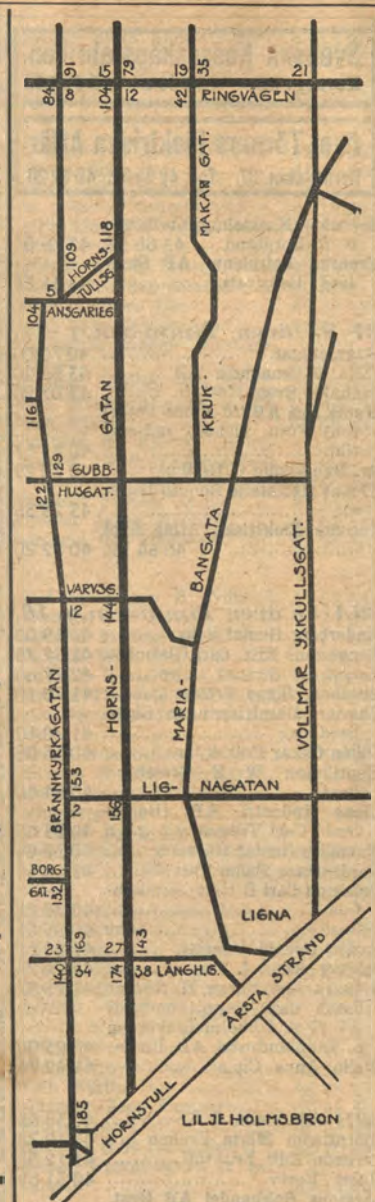 91 15 79 19 35 21
84 8 104 12 42 RINGVÄGEN
MAKAR GAT.
109 HORNS- 118
TULLSG.
5
104 ANSGARIEG
GATAN
KRUK-
116
129 GUBB-
122 HUSGAT.
BANGATA
VARVSG.
12 144
VOLLMAR YXKULLSGAT.
BRÄNNKYRKAGATAN
HORNS-
MARIA-
153 LIG- NAGATAN
2 156
BORG-
GAT. 132
LIGNA
23 163 27 143
140 34 174 38 LÅNGH.G.
ÅRSTA STRAND
HORNSTULL
185
LILJEHOLMSBRON